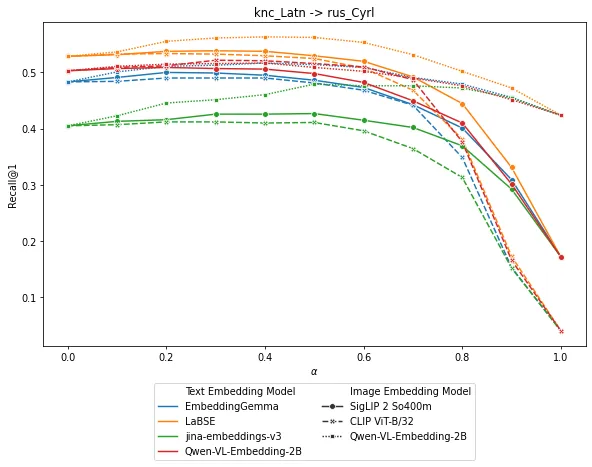 knc_Latn -> rus_Cyrl
Recall@1
0.5
0.4
0.3
0.2
0.1
0.0 0.2 0.4 0.6 0.8 1.0
α
Text Embedding Model Image Embedding Model
EmbeddingGemma SigLIP 2 So400m
LaBSE CLIP ViT-B/32
jina-embeddings-v3 Qwen-VL-Embedding-2B
Qwen-VL-Embedding-2B